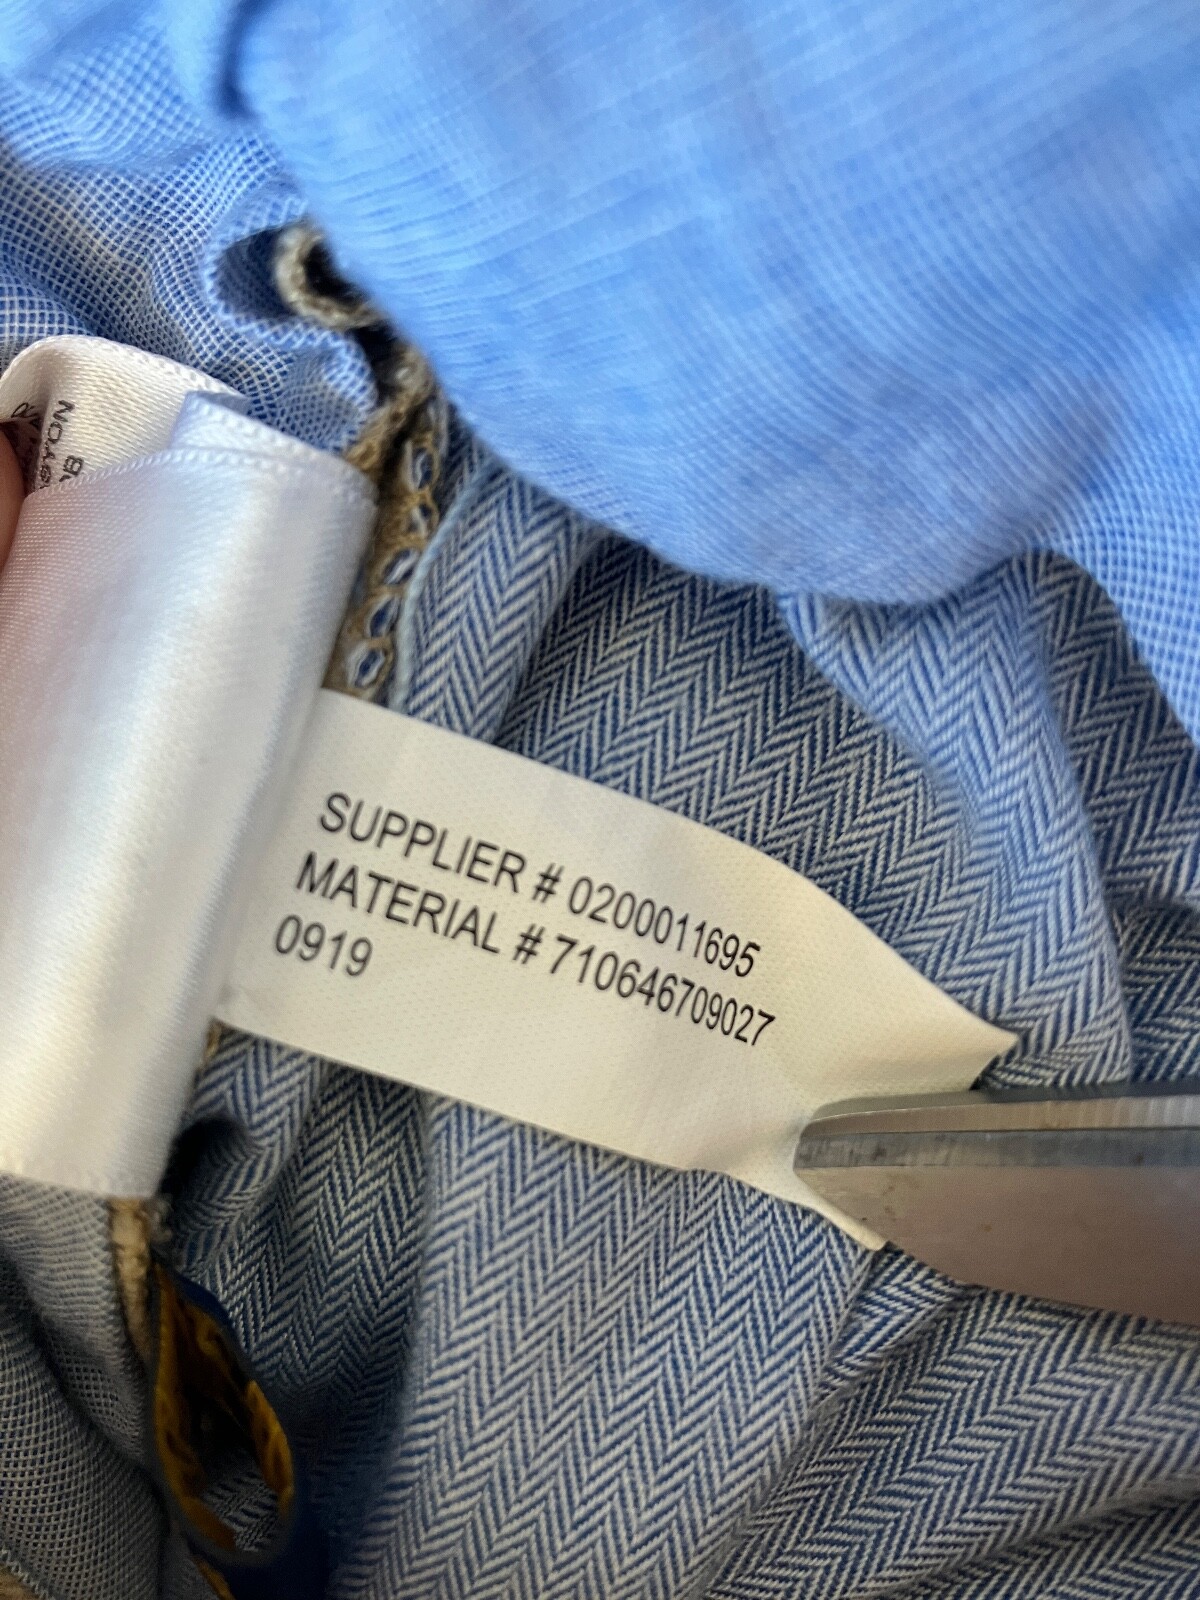 SUPPLIER # 0200011695
MATERIAL # 710646709027
0919